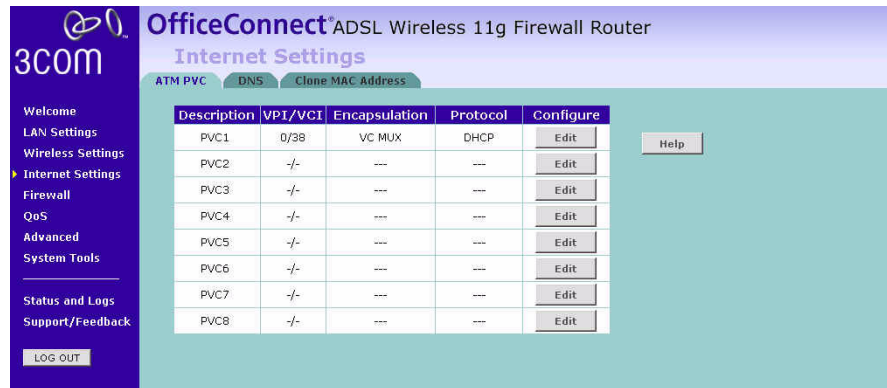 3COM
OfficeConnect® ADSL Wireless 11g Firewall Router
Internet Settings
ATM PVC DNS Clone MAC Address
Welcome
LAN Settings
Wireless Settings
Internet Settings
Firewall
QoS
Advanced
System Tools
Status and Logs
Support/Feedback
LOG OUT
Description VPI/VCI Encapsulation Protocol Configure
PVC1 0/38 VC MUX DHCP Edit
PVC2 -/- --- --- Edit
PVC3 -/- --- --- Edit
PVC4 -/- --- --- Edit
PVC5 -/- --- --- Edit
PVC6 -/- --- --- Edit
PVC7 -/- --- --- Edit
PVC8 -/- --- --- Edit
Help